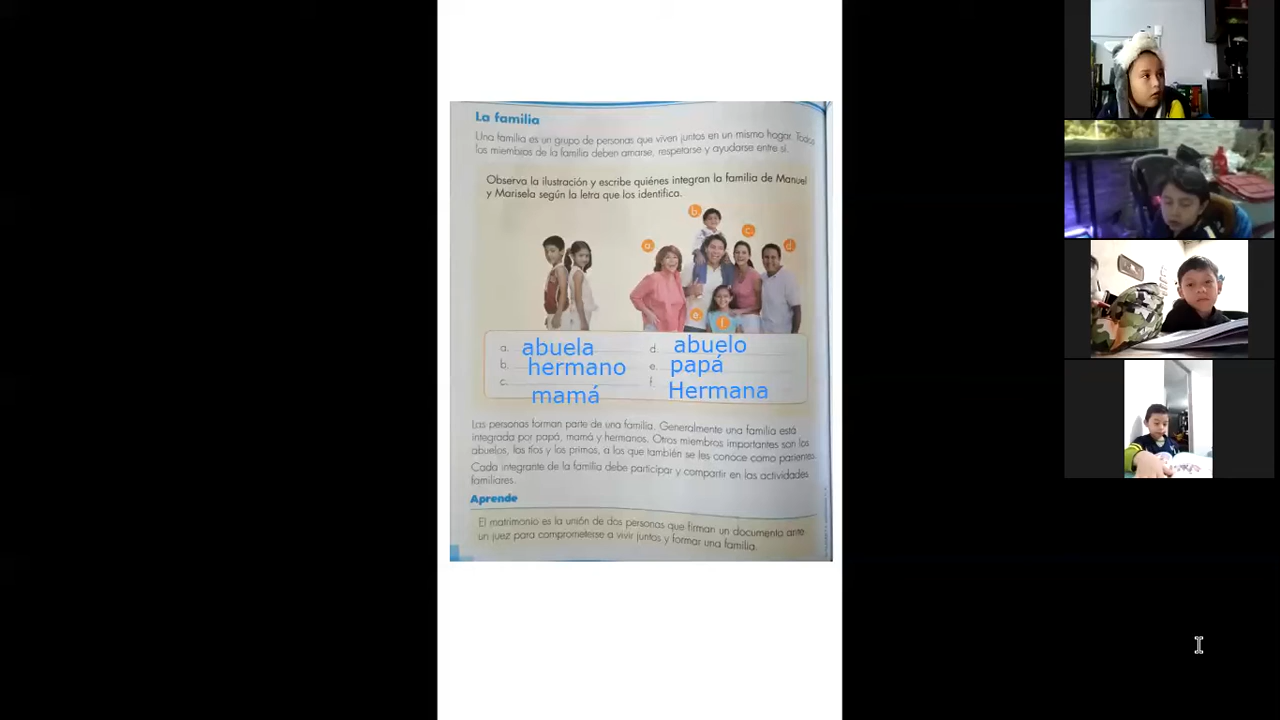 La familia
Una familia es un grupo de personas que viven juntos en un mismo hogar. Todos
los miembros de la familia deben amarse, respetarse y ayudarse entre sí.
Observa la ilustración y escribe quiénes integran la familia de Manuel
y Marisela según la letra que los identifica.
b.
a. c. d.
e. f.
a. abuela d. abuelo
b. hermano e. papá
c. mamá f. Hermana
Las personas forman parte de una familia. Generalmente una familia está
integrada por papá, mamá y hermanos. Otros miembros importantes son los
abuelos, los tíos y los primos, a los que también se les conoce como parientes.
Cada integrante de la familia debe participar y compartir en las actividades
familiares.
Aprende
El matrimonio es la unión de dos personas que firman un documento ante
un juez para comprometerse a vivir juntos y formar una familia.